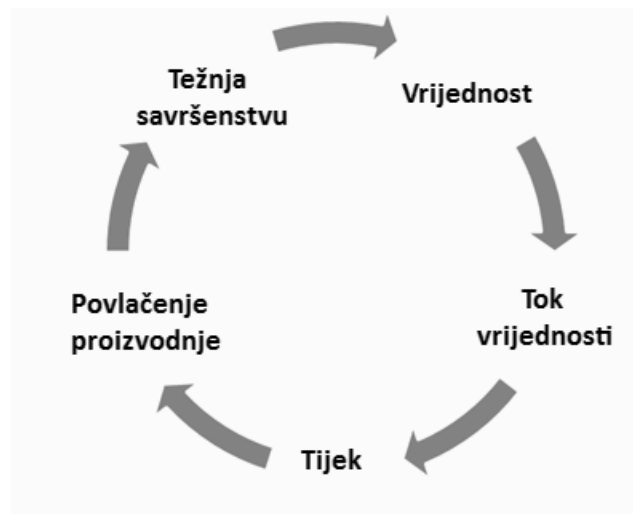 Težnja
savršenstvu
Vrijednost
Tok
vrijednosti
Tijek
Povlačenje
proizvodnje